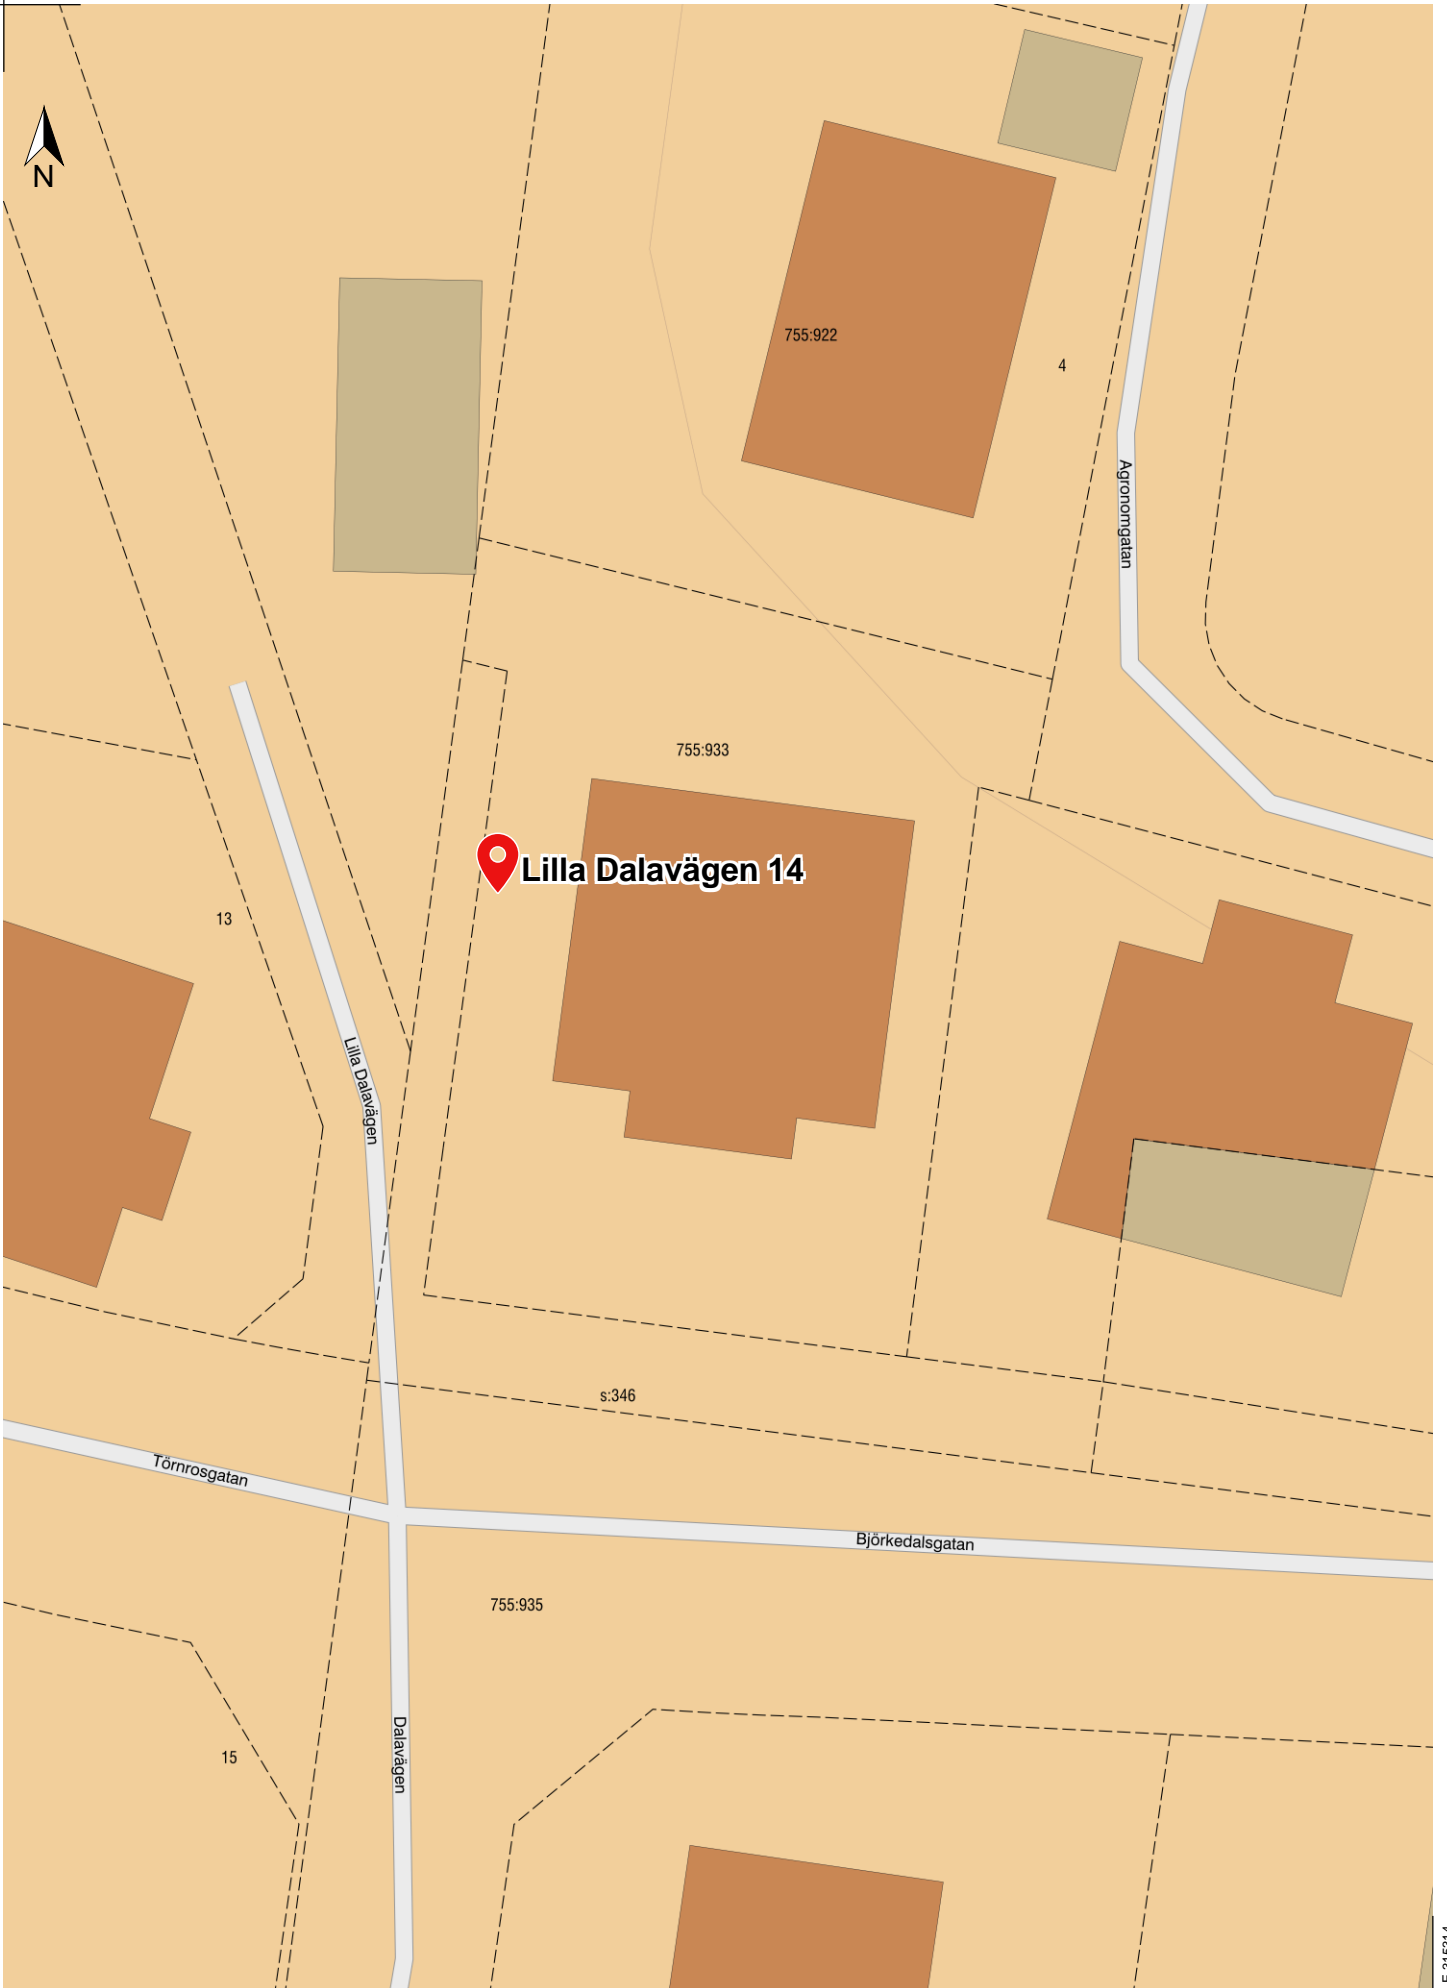 N
755:922
4
Agronomgatan
755:933
Lilla Dalavägen 14
13
Lilla Dalavägen
s:346
Törnrosgatan
Björkedalsgatan
755:935
15
Dalavägen